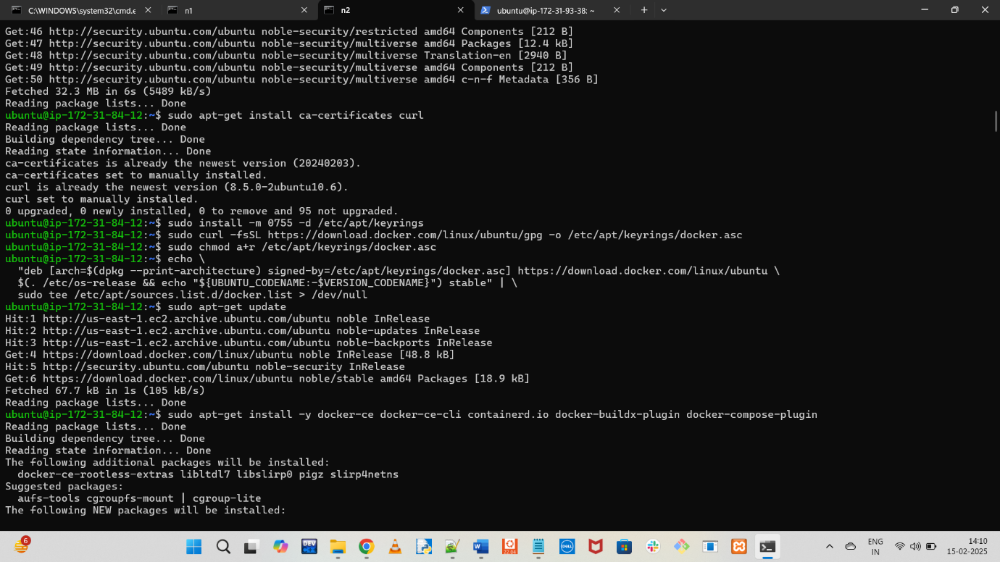 C:\WINDOWS\system32\cmd.e
n1
n2
ubuntu@ip-172-31-93-38: ~
Get:46 http://security.ubuntu.com/ubuntu noble-security/restricted amd64 Components [212 B]
Get:47 http://security.ubuntu.com/ubuntu noble-security/multiverse amd64 Packages [12.4 kB]
Get:48 http://security.ubuntu.com/ubuntu noble-security/multiverse Translation-en [2940 B]
Get:49 http://security.ubuntu.com/ubuntu noble-security/multiverse amd64 Components [212 B]
Get:50 http://security.ubuntu.com/ubuntu noble-security/multiverse amd64 c-n-f Metadata [356 B]
Fetched 32.3 MB in 6s (5489 kB/s)
Reading package lists... Done
ubuntu@ip-172-31-84-12:~$ sudo apt-get install ca-certificates curl
Reading package lists... Done
Building dependency tree... Done
Reading state information... Done
ca-certificates is already the newest version (20240203).
ca-certificates set to manually installed.
curl is already the newest version (8.5.0-2ubuntu10.6).
curl set to manually installed.
0 upgraded, 0 newly installed, 0 to remove and 95 not upgraded.
ubuntu@ip-172-31-84-12:~$ sudo install -m 0755 -d /etc/apt/keyrings
ubuntu@ip-172-31-84-12:~$ sudo curl -fsSL https://download.docker.com/linux/ubuntu/gpg -o /etc/apt/keyrings/docker.asc
ubuntu@ip-172-31-84-12:~$ sudo chmod a+r /etc/apt/keyrings/docker.asc
ubuntu@ip-172-31-84-12:~$ echo \
  "deb [arch=$(dpkg --print-architecture) signed-by=/etc/apt/keyrings/docker.asc] https://download.docker.com/linux/ubuntu \
  $(. /etc/os-release && echo "${UBUNTU_CODENAME:-$VERSION_CODENAME}") stable" | \
  sudo tee /etc/apt/sources.list.d/docker.list > /dev/null
ubuntu@ip-172-31-84-12:~$ sudo apt-get update
Hit:1 http://us-east-1.ec2.archive.ubuntu.com/ubuntu noble InRelease
Hit:2 http://us-east-1.ec2.archive.ubuntu.com/ubuntu noble-updates InRelease
Hit:3 http://us-east-1.ec2.archive.ubuntu.com/ubuntu noble-backports InRelease
Get:4 https://download.docker.com/linux/ubuntu noble InRelease [48.8 kB]
Hit:5 http://security.ubuntu.com/ubuntu noble-security InRelease
Get:6 https://download.docker.com/linux/ubuntu noble/stable amd64 Packages [18.9 kB]
Fetched 67.7 kB in 1s (105 kB/s)
Reading package lists... Done
ubuntu@ip-172-31-84-12:~$ sudo apt-get install -y docker-ce docker-ce-cli containerd.io docker-buildx-plugin docker-compose-plugin
Reading package lists... Done
Building dependency tree... Done
Reading state information... Done
The following additional packages will be installed:
  docker-ce-rootless-extras libltdl7 libslirp0 pigz slirp4netns
Suggested packages:
  aufs-tools cgroupfs-mount | cgroup-lite
The following NEW packages will be installed:
6
DEV
22.04
DELL
ENG
IN
14:10
15-02-2025